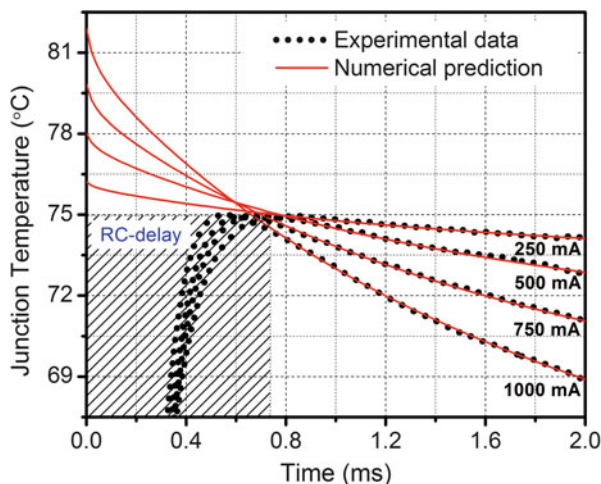 81
78
75
72
69
Junction Temperature (°C)
Experimental data
Numerical prediction
RC-delay
250 mA
500 mA
750 mA
1000 mA
0.0 0.4 0.8 1.2 1.6 2.0
Time (ms)